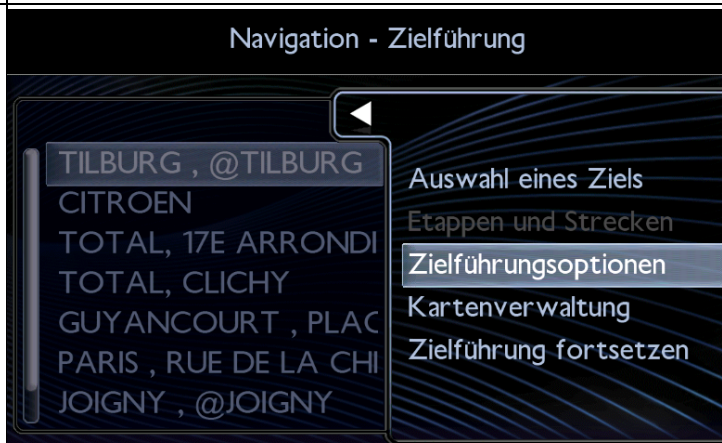 Navigation - Zielführung
TILBURG , @TILBURG
CITROEN
TOTAL, 17E ARRONDI
TOTAL, CLICHY
GUYANCOURT , PLAC
PARIS , RUE DE LA CHI
JOIGNY , @JOIGNY
Auswahl eines Ziels
Etappen und Strecken
Zielführungsoptionen
Kartenverwaltung
Zielführung fortsetzen